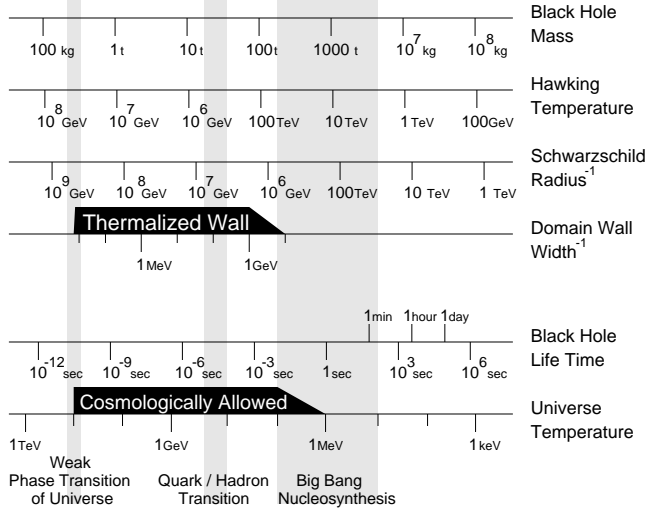 Black Hole
Mass
100 kg 1 t 10 t 100 t 1000 t 10^7 kg 10^8 kg
Hawking
Temperature
10^8 GeV 10^7 GeV 10^6 GeV 100 TeV 10 TeV 1 TeV 100 GeV
Schwarzschild
Radius^-1
10^9 GeV 10^8 GeV 10^7 GeV 10^6 GeV 100 TeV 10 TeV 1 TeV
Thermalized Wall
Domain Wall
Width^-1
1 MeV 1 GeV
1 min 1 hour 1 day
Black Hole
Life Time
10^-12 sec 10^-9 sec 10^-6 sec 10^-3 sec 1 sec 10^3 sec 10^6 sec
Cosmologically Allowed
Universe
Temperature
1 TeV 1 GeV 1 MeV 1 keV
Weak
Phase Transition
of Universe
Quark / Hadron
Transition
Big Bang
Nucleosynthesis